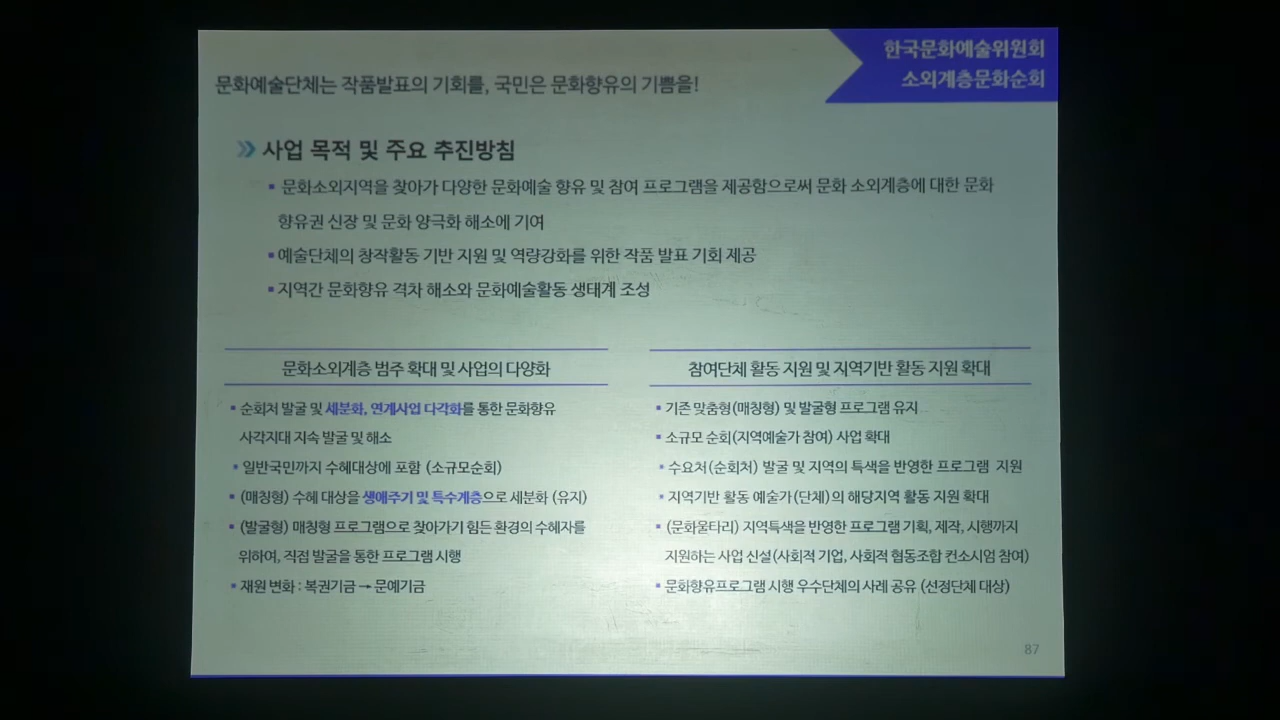 한국문화예술위원회
소외계층문화순회
문화예술단체는 작품발표의 기회를, 국민은 문화향유의 기쁨을!
» 사업 목적 및 주요 추진방침
▪ 문화소외지역을 찾아가 다양한 문화예술 향유 및 참여 프로그램을 제공함으로써 문화 소외계층에 대한 문화
향유권 신장 및 문화 양극화 해소에 기여
▪ 예술단체의 창작활동 기반 지원 및 역량강화를 위한 작품 발표 기회 제공
▪ 지역간 문화향유 격차 해소와 문화예술활동 생태계 조성
문화소외계층 범주 확대 및 사업의 다양화
▪ 순회처 발굴 및 세분화, 연계사업 다각화를 통한 문화향유
사각지대 지속 발굴 및 해소
▪ 일반국민까지 수혜대상에 포함 (소규모순회)
▪ (매칭형) 수혜 대상을 생애주기 및 특수계층으로 세분화 (유지)
▪ (발굴형) 매칭형 프로그램으로 찾아가기 힘든 환경의 수혜자를
위하여, 직접 발굴을 통한 프로그램 시행
▪ 재원 변화 : 복권기금 → 문예기금
참여단체 활동 지원 및 지역기반 활동 지원 확대
▪ 기존 맞춤형(매칭형) 및 발굴형 프로그램 유지
▪ 소규모 순회(지역예술가 참여) 사업 확대
▪ 수요처(순회처) 발굴 및 지역의 특색을 반영한 프로그램 지원
▪ 지역기반 활동 예술가(단체)의 해당지역 활동 지원 확대
▪ (문화울타리) 지역특색을 반영한 프로그램 기획, 제작, 시행까지
지원하는 사업 신설(사회적 기업, 사회적 협동조합 컨소시엄 참여)
▪ 문화향유프로그램 시행 우수단체의 사례 공유 (선정단체 대상)
87